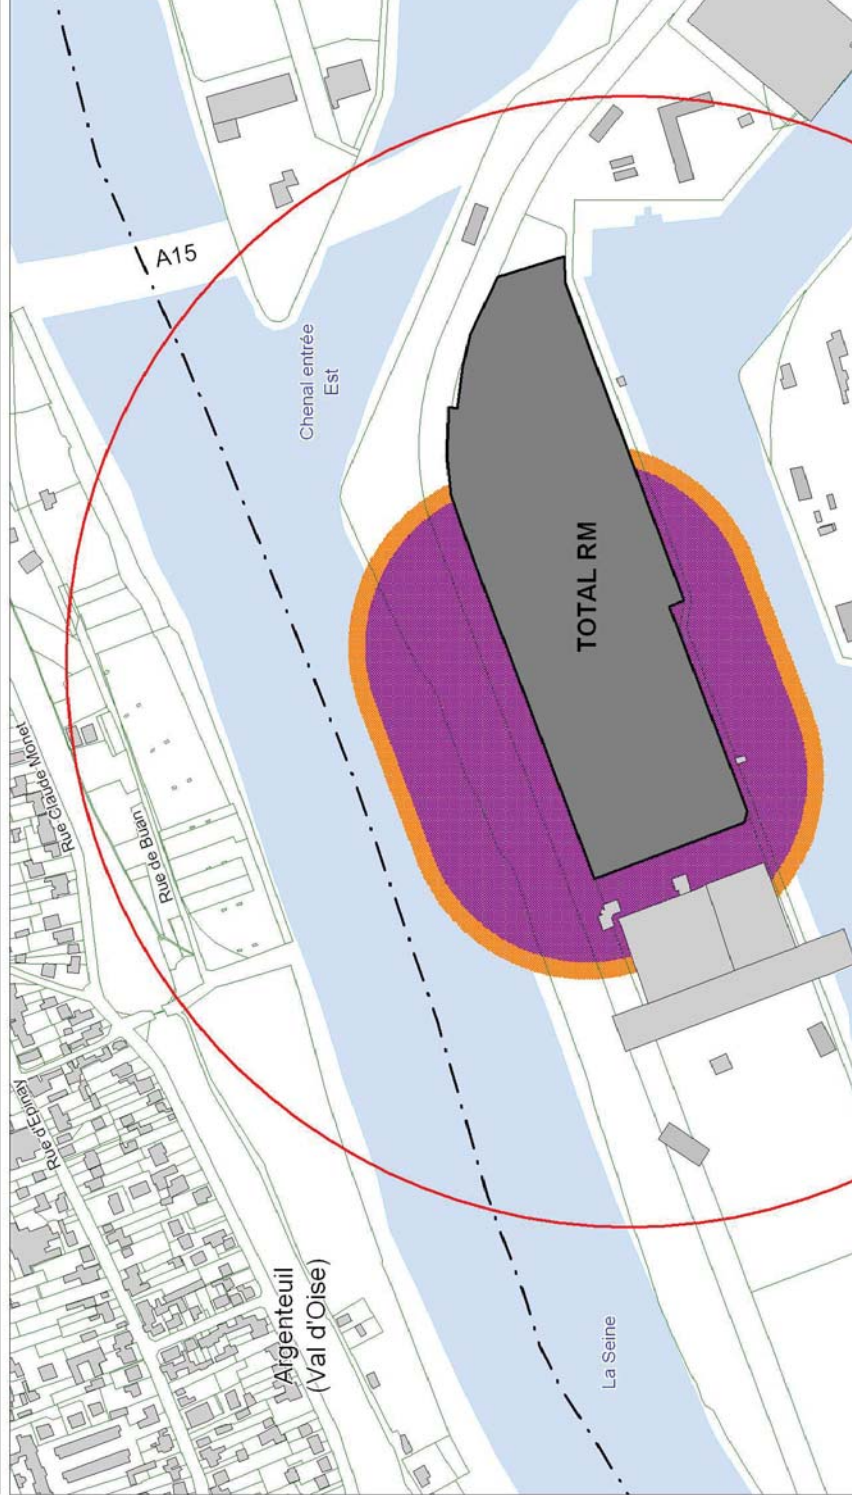 A15
Chenal entrée
Est
TOTAL RM
Rue Claude Monet
Rue de Buan
Rue d'Epinay
Argenteuil
(Val d'Oise)
La Seine